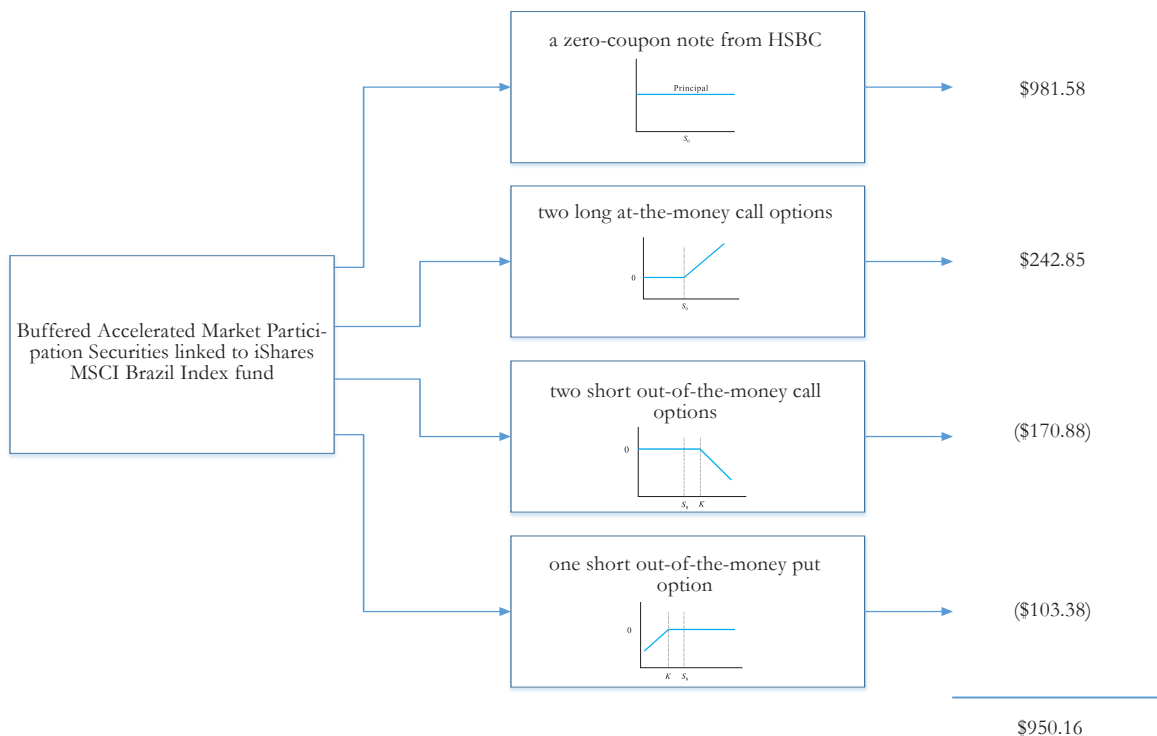 Buffered Accelerated Market Partici-
pation Securities linked to iShares
MSCI Brazil Index fund
a zero-coupon note from HSBC
Principal
S₀
$981.58
two long at-the-money call options
0
S₀
$242.85
two short out-of-the-money call
options
0
S₀ K
($170.88)
one short out-of-the-money put
option
0
K S₀
($103.38)
$950.16